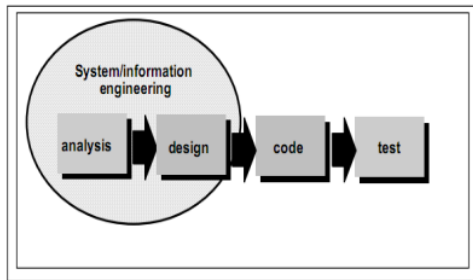 System/information
engineering
analysis
design
code
test